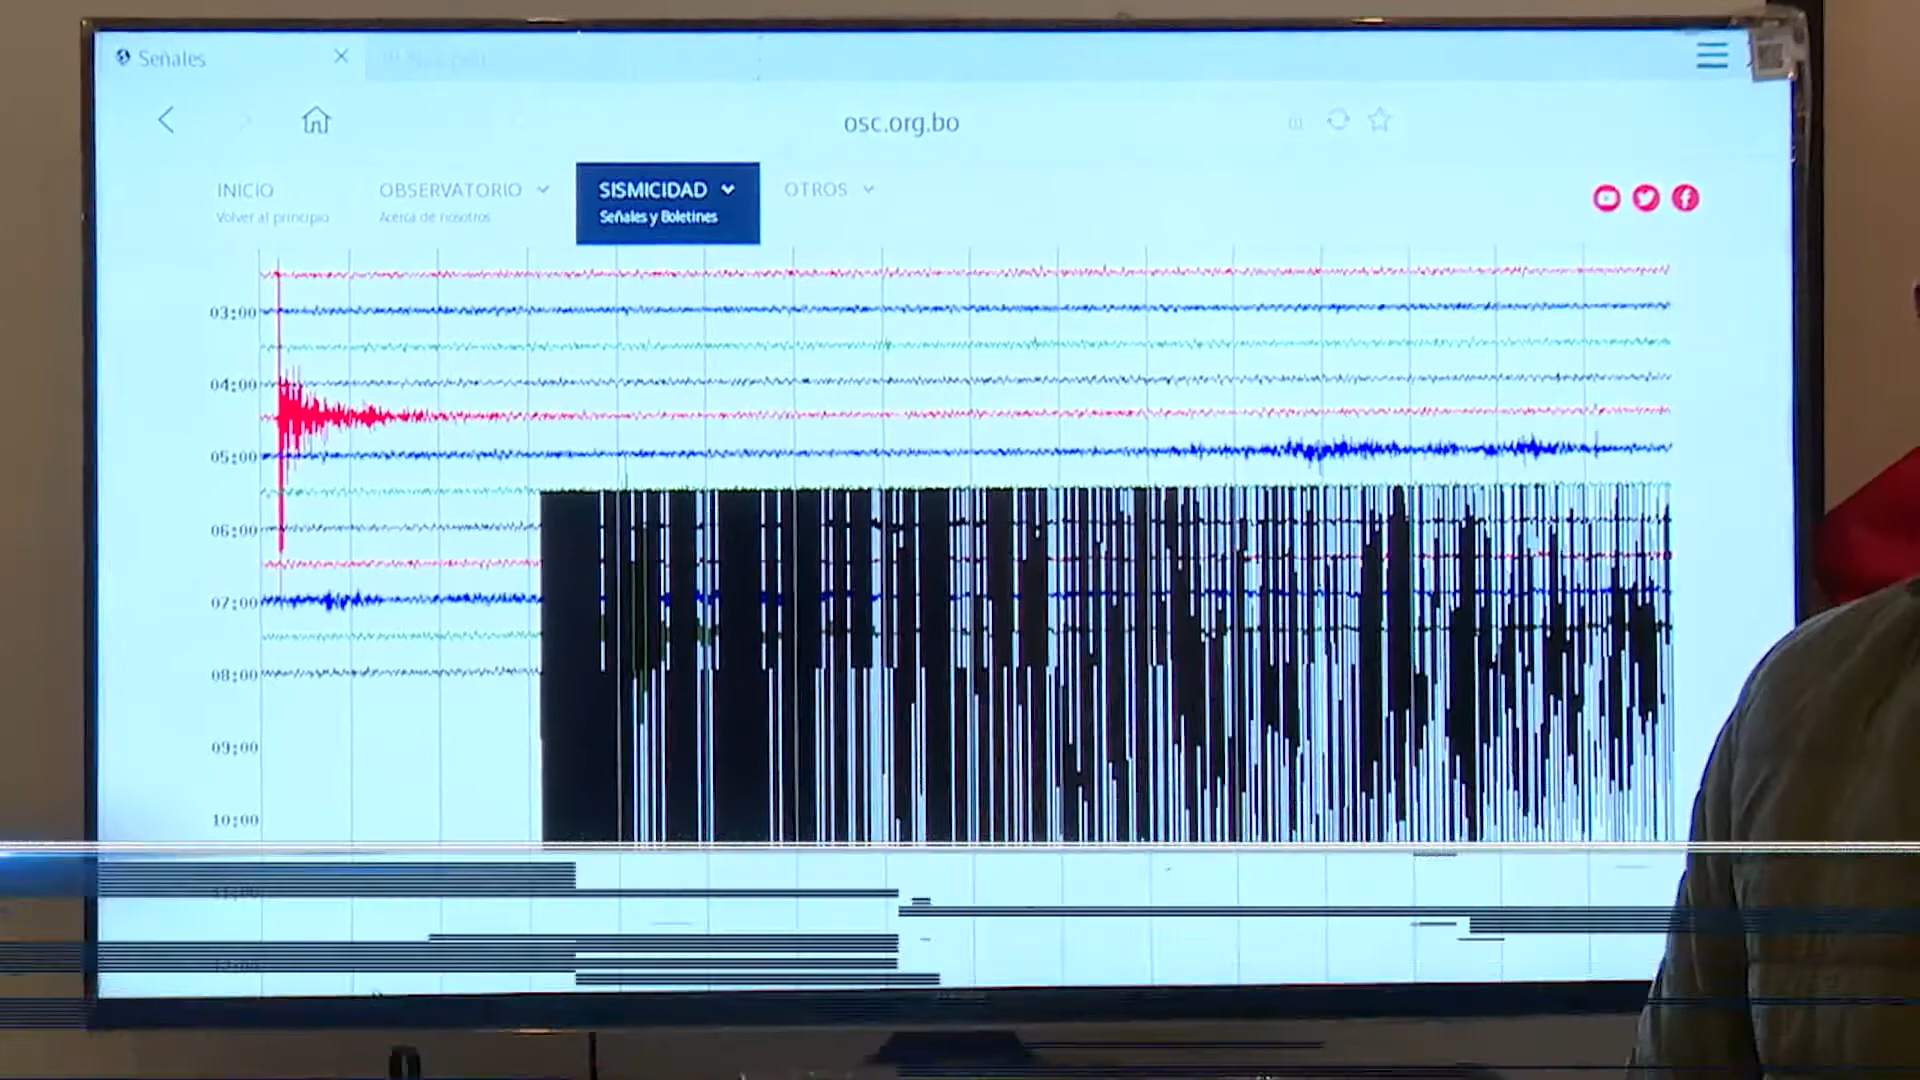 Señales
osc.org.bo
INICIO
Volver al principio
OBSERVATORIO
Acerca de nosotros
SISMICIDAD
Señales y Boletines
OTROS
03:00
04:00
05:00
06:00
07:00
08:00
09:00
10:00